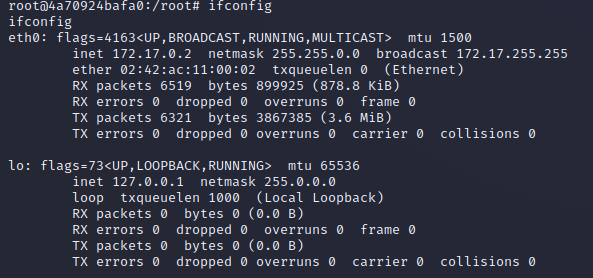 root@4a70924bafa0:/root# ifconfig
ifconfig
eth0: flags=4163<UP,BROADCAST,RUNNING,MULTICAST>  mtu 1500
        inet 172.17.0.2  netmask 255.255.0.0  broadcast 172.17.255.255
        ether 02:42:ac:11:00:02  txqueuelen 0  (Ethernet)
        RX packets 6519  bytes 899925 (878.8 KiB)
        RX errors 0  dropped 0  overruns 0  frame 0
        TX packets 6321  bytes 3867385 (3.6 MiB)
        TX errors 0  dropped 0 overruns 0  carrier 0  collisions 0

lo: flags=73<UP,LOOPBACK,RUNNING>  mtu 65536
        inet 127.0.0.1  netmask 255.0.0.0
        loop  txqueuelen 1000  (Local Loopback)
        RX packets 0  bytes 0 (0.0 B)
        RX errors 0  dropped 0  overruns 0  frame 0
        TX packets 0  bytes 0 (0.0 B)
        TX errors 0  dropped 0 overruns 0  carrier 0  collisions 0